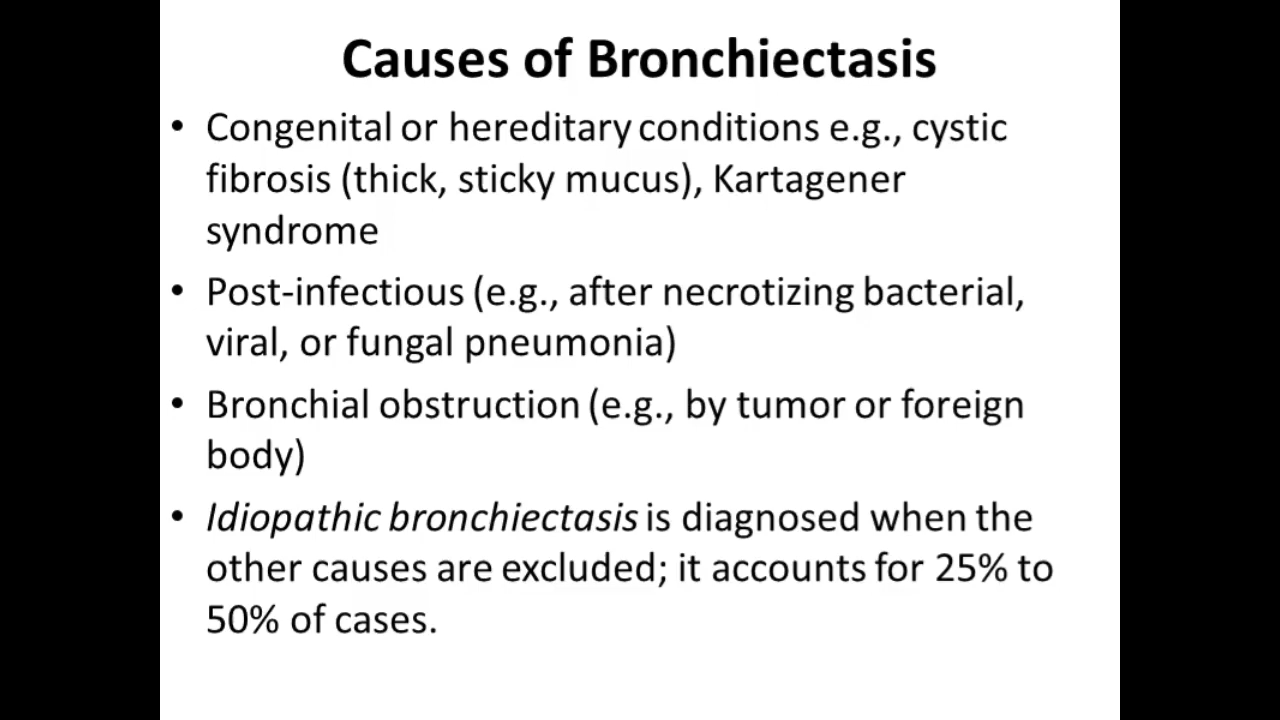 Causes of Bronchiectasis
• Congenital or hereditary conditions e.g., cystic
fibrosis (thick, sticky mucus), Kartagener
syndrome
• Post-infectious (e.g., after necrotizing bacterial,
viral, or fungal pneumonia)
• Bronchial obstruction (e.g., by tumor or foreign
body)
• Idiopathic bronchiectasis is diagnosed when the
other causes are excluded; it accounts for 25% to
50% of cases.